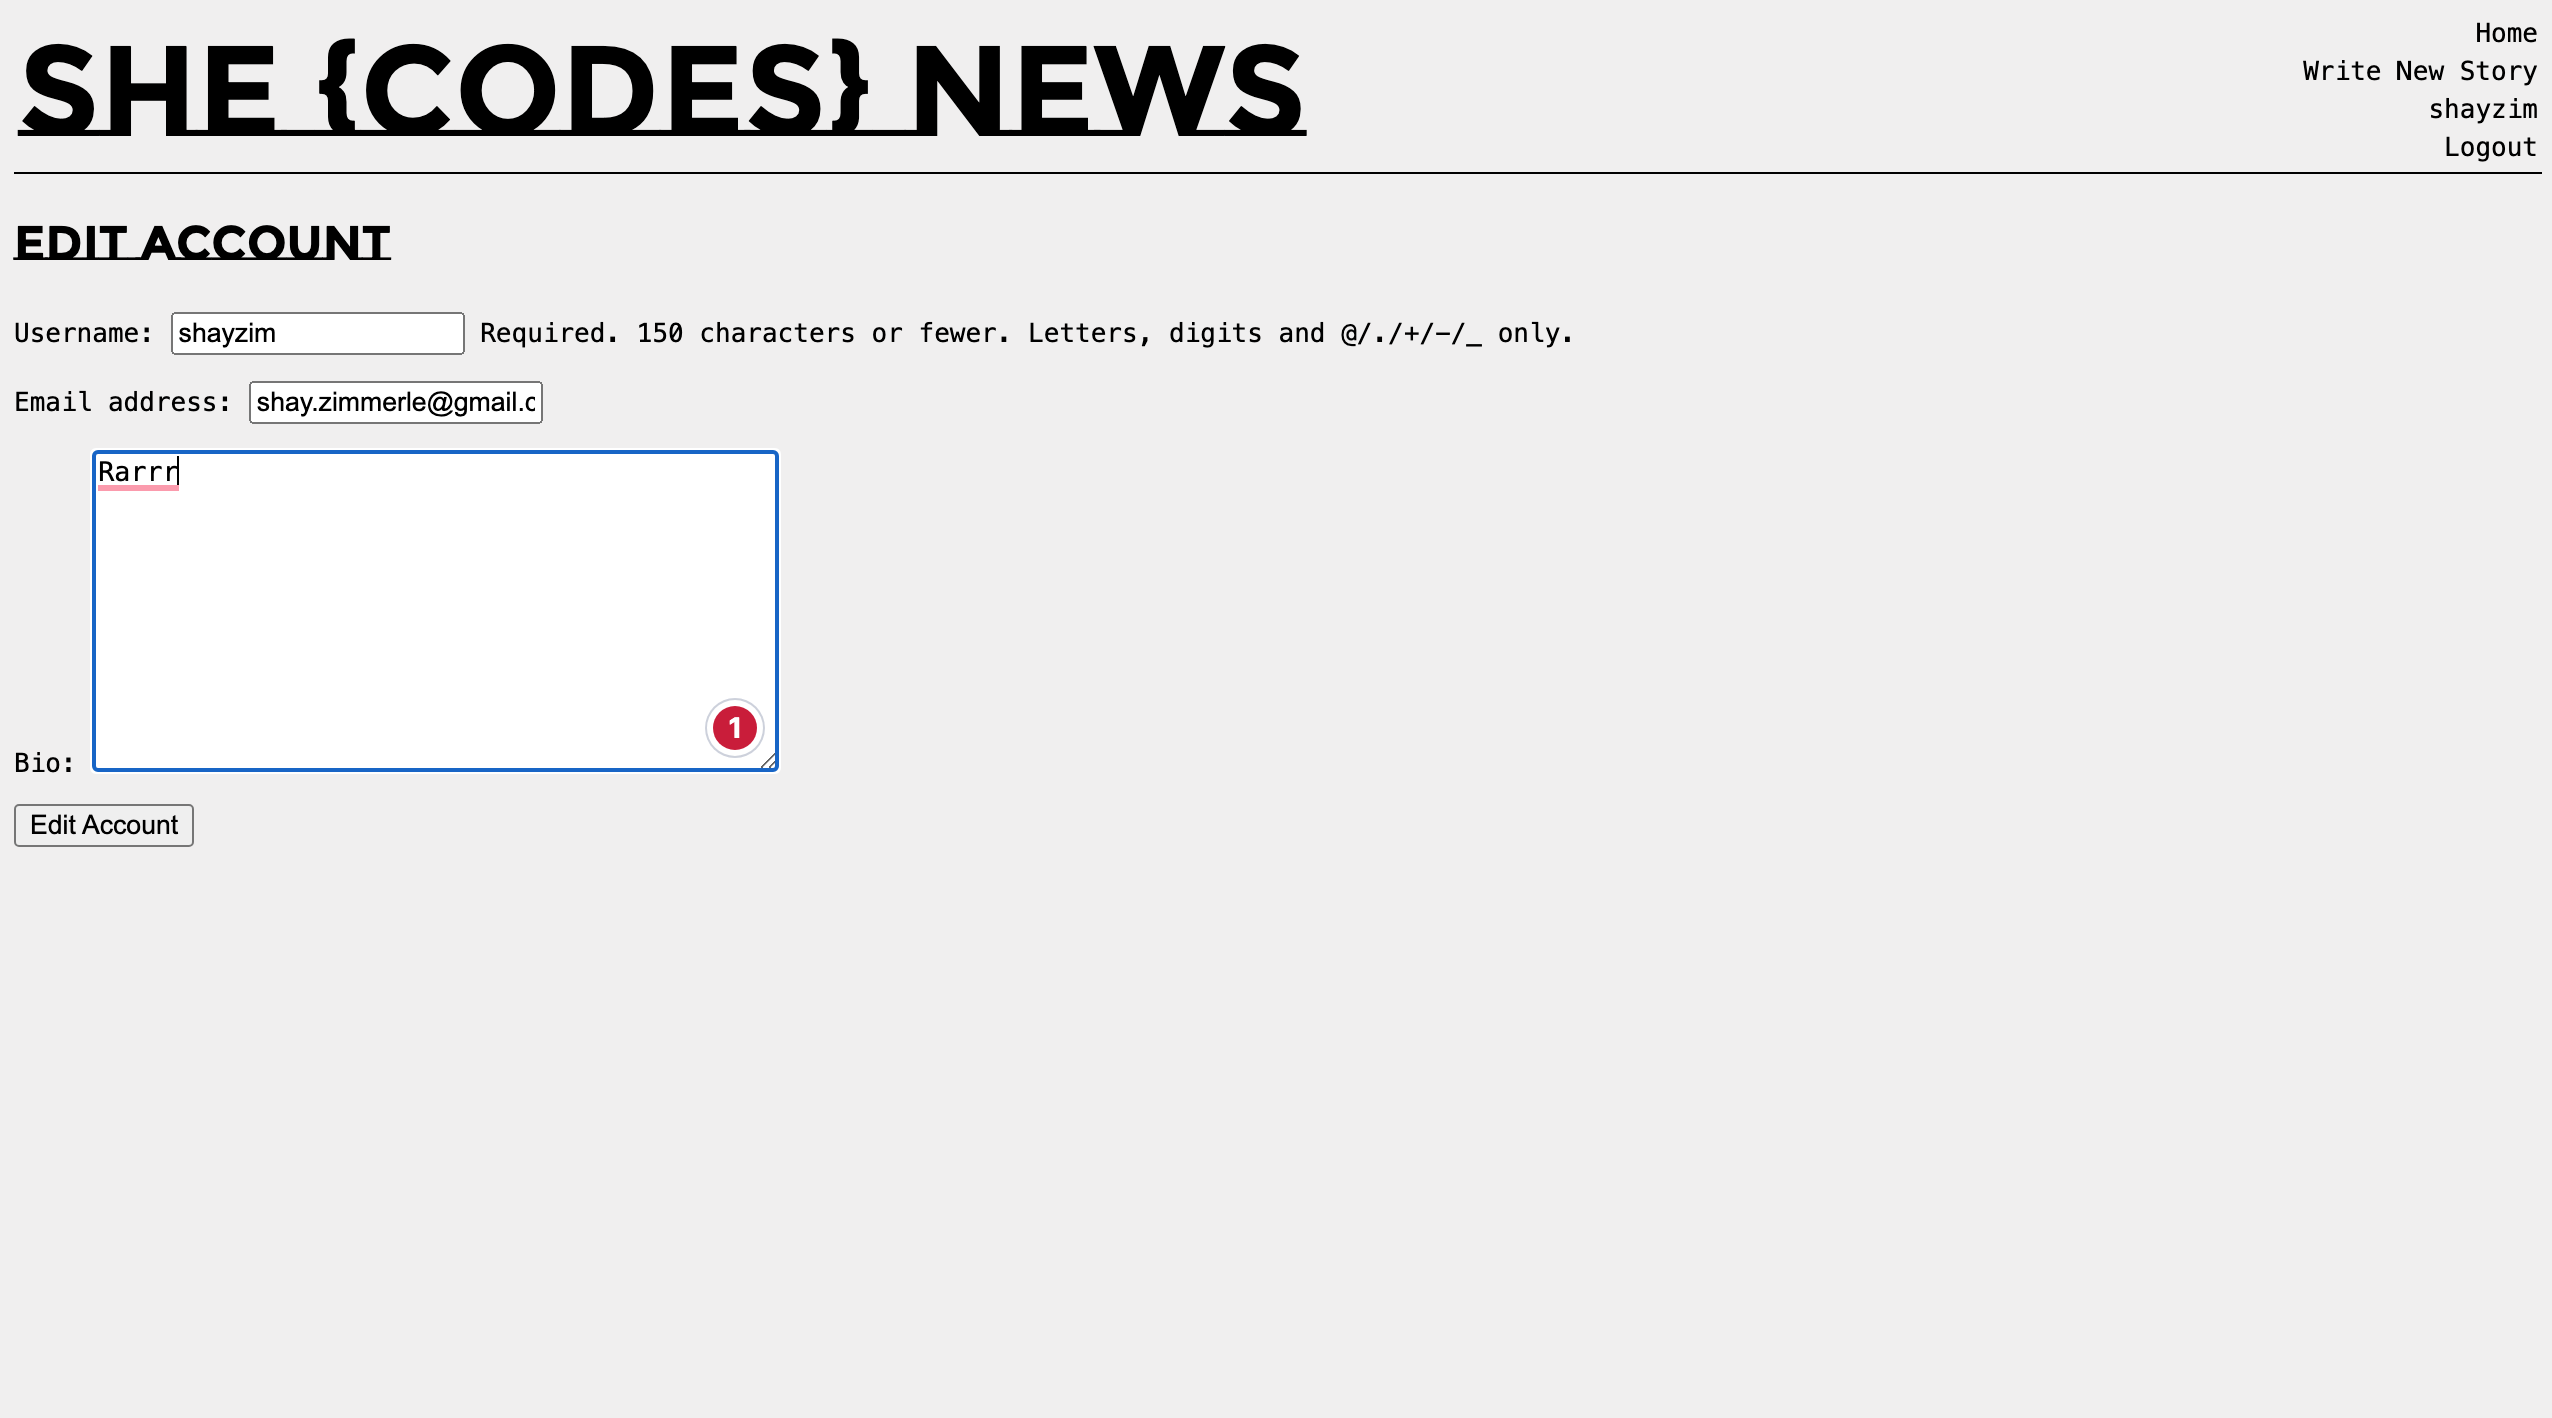 SHE {CODES} NEWS
Home
Write New Story
shayzim
Logout
EDIT ACCOUNT
Username: shayzim Required. 150 characters or fewer. Letters, digits and @/./+/-/_ only.
Email address: shay.zimmerle@gmail.c
Rarrr
1
Bio:
Edit Account